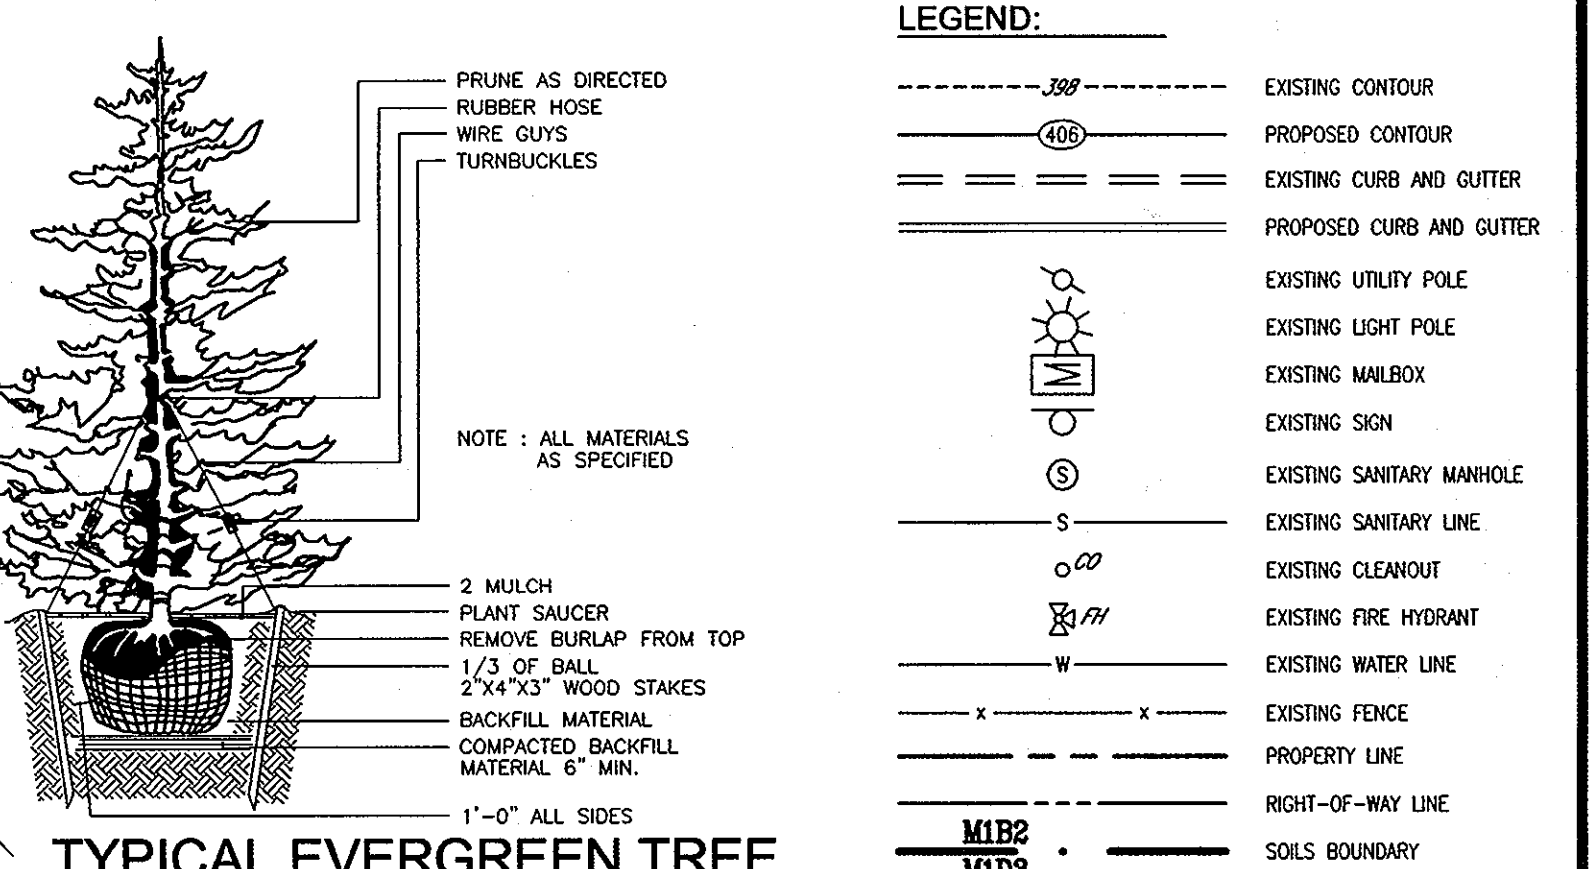 PRUNE AS DIRECTED
RUBBER HOSE
WIRE GUYS
TURNBUCKLES
NOTE : ALL MATERIALS
AS SPECIFIED
2 MULCH
PLANT SAUCER
REMOVE BURLAP FROM TOP
1/3 OF BALL
2"X4"X3" WOOD STAKES
BACKFILL MATERIAL
COMPACTED BACKFILL
MATERIAL 6" MIN.
1'-0" ALL SIDES
TYPICAL EVERGREEN TREE
LEGEND:
398 EXISTING CONTOUR
406 PROPOSED CONTOUR
EXISTING CURB AND GUTTER
PROPOSED CURB AND GUTTER
EXISTING UTILITY POLE
EXISTING LIGHT POLE
M EXISTING MAILBOX
EXISTING SIGN
S EXISTING SANITARY MANHOLE
S EXISTING SANITARY LINE
CO EXISTING CLEANOUT
FH EXISTING FIRE HYDRANT
W EXISTING WATER LINE
x x EXISTING FENCE
PROPERTY LINE
RIGHT-OF-WAY LINE
M1B2
SOILS BOUNDARY